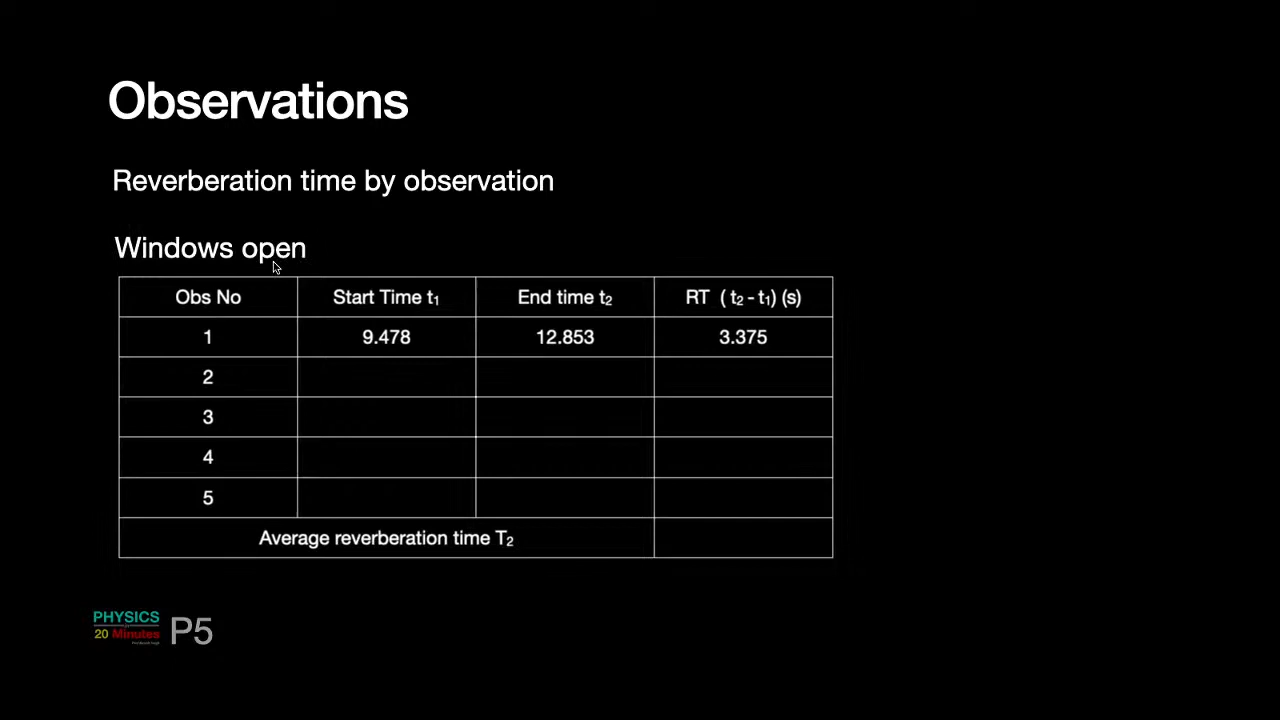 Observations
Reverberation time by observation
Windows open
Obs No Start Time t₁ End time t₂ RT ( t₂ - t₁) (s)
1 9.478 12.853 3.375
2
3
4
5
Average reverberation time T₂
PHYSICS
20 Minutes
P5